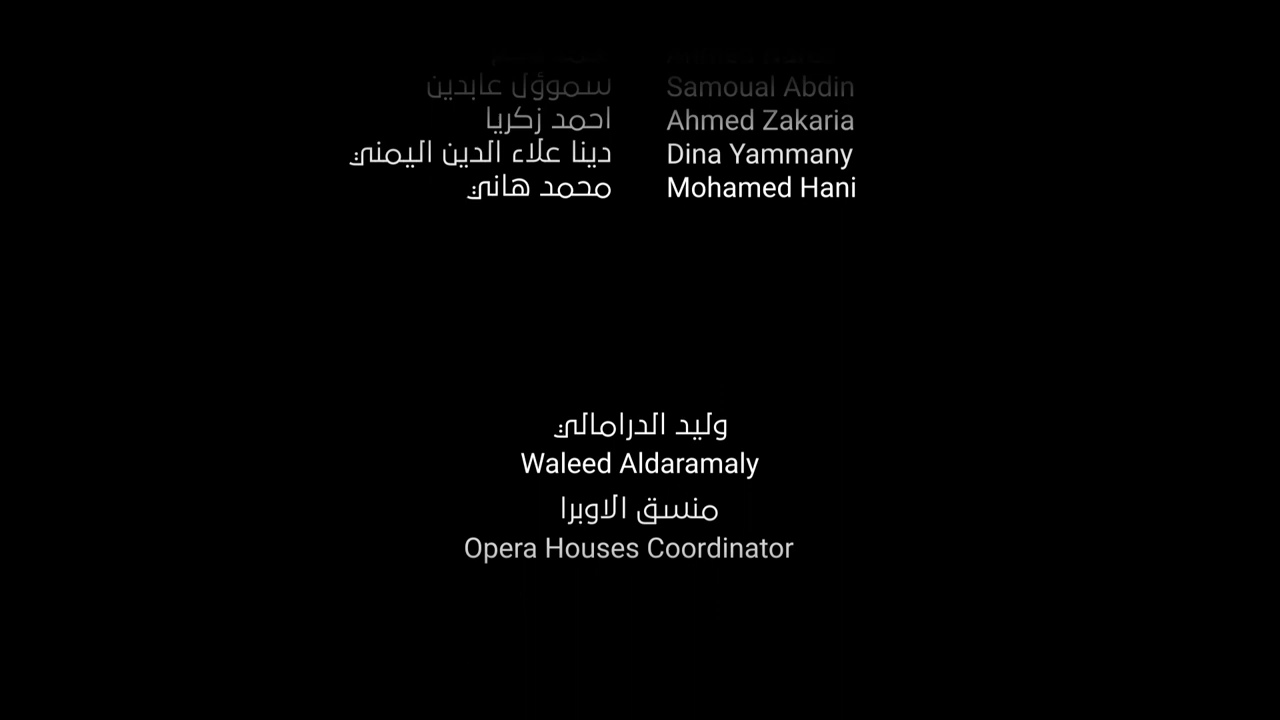 سموؤل عابدين Samoual Abdin
احمد زكريا Ahmed Zakaria
دينا علاء الدين اليمني Dina Yammany
محمد هاني Mohamed Hani
وليد الدرامالي
Waleed Aldaramaly
منسق الاوبرا
Opera Houses Coordinator